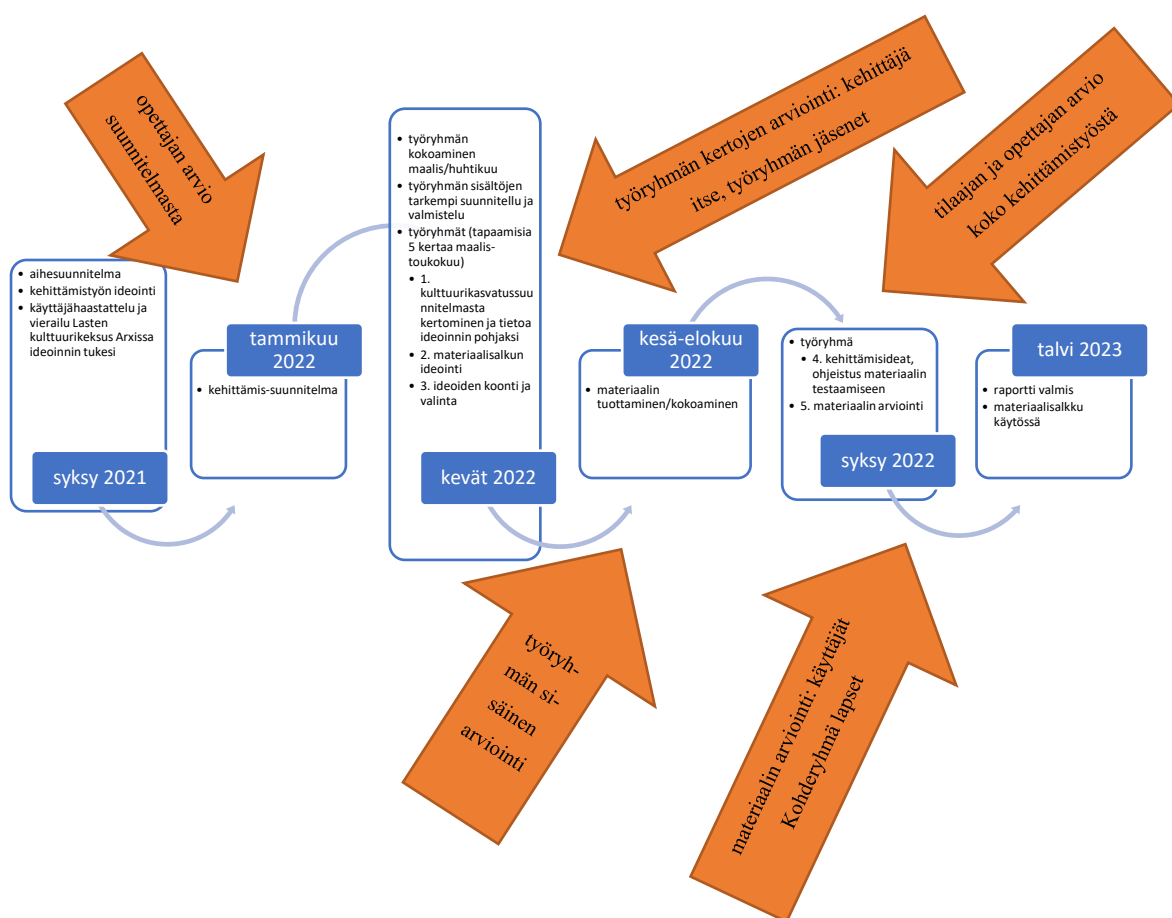 opettajan arvio
suunnitelmasta
työryhmän kertojen arviointi: kehittäjä
itse, työryhmän jäsenet
tilaajan ja opettajan arvio
koko kehittämistyöstä
• aihesuunnitelma
• kehittämistyön ideointi
• käyttäjähaastattelu ja
vierailu Lasten
kulttuurikeksus Arxissa
ideoinnin tukesi
syksy 2021
tammikuu
2022
• kehittämis-suunnitelma
• työryhmän
kokoaminen
maalis/huhtikuu
• työryhmän sisältöjen
tarkempi suunnitellu ja
valmistelu
• työryhmät (tapaamisia
5 kertaa maalis-
toukokuu)
• 1.
kulttuurikasvatussuu
nnitelmasta
kertominen ja tietoa
ideoinnin pohjaksi
• 2. materiaalisalkun
ideointi
• 3. ideoiden koonti ja
valinta
kevät 2022
kesä-elokuu
2022
• materiaalin
tuottaminen/kokoaminen
• työryhmä
• 4. kehittämisideat,
ohjeistus materiaalin
testaamiseen
• 5. materiaalin arviointi
syksy 2022
talvi 2023
• raportti valmis
• materiaalisalkku
käytössä
työryh-
män si-
säinen
arviointi
materiaalin arviointi: käyttäjät
Kohderyhmä lapset